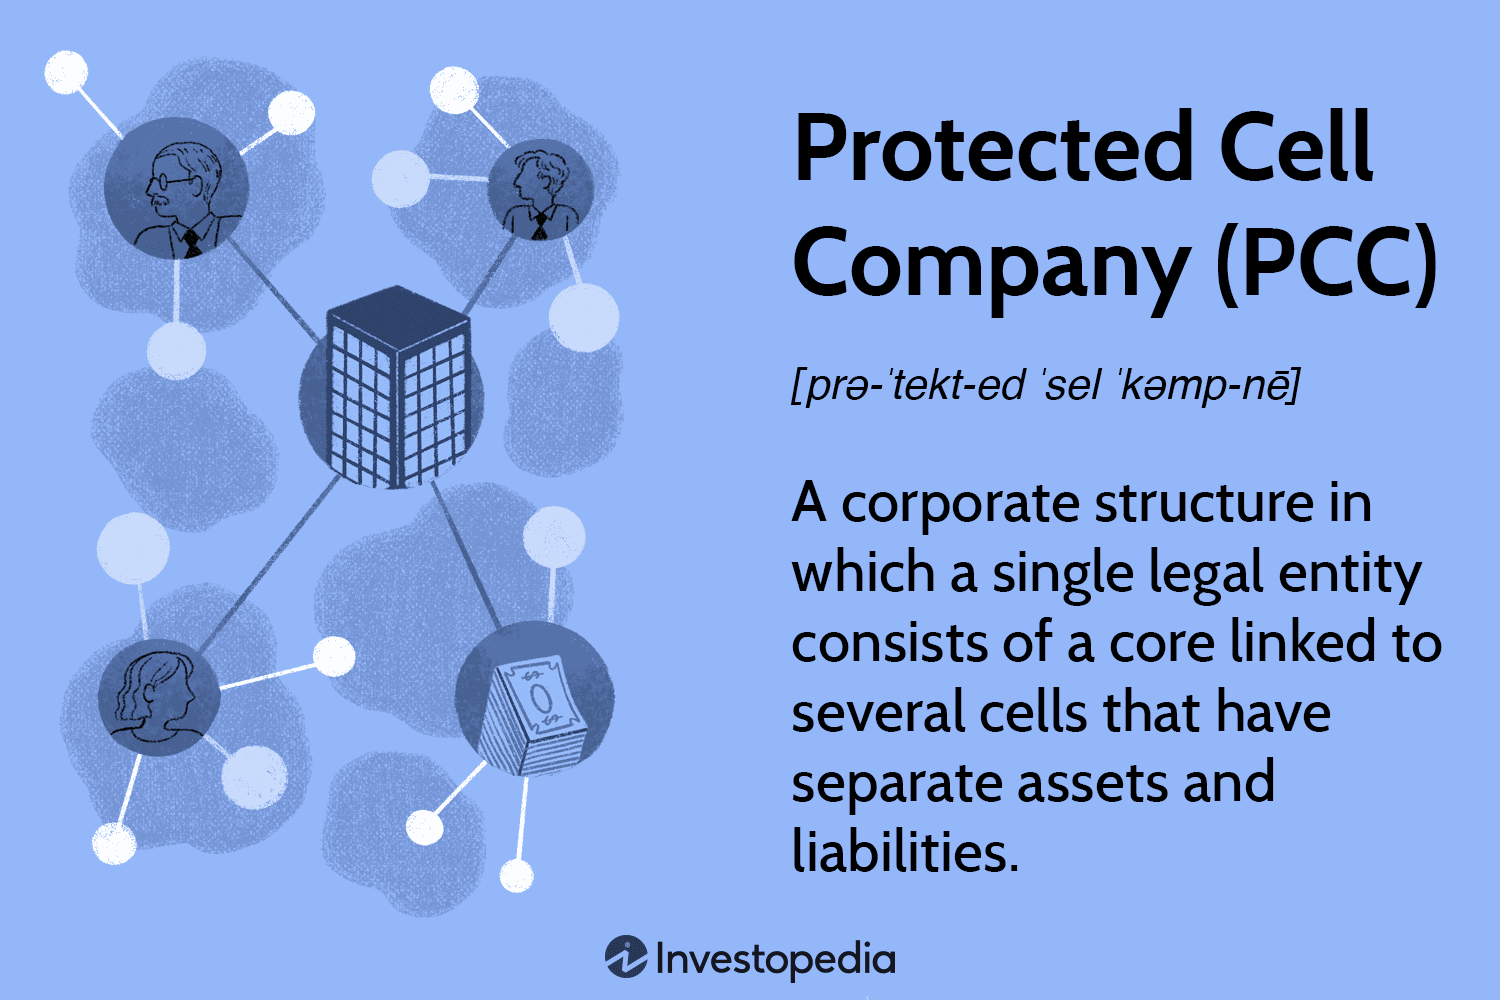 Protected Cell
Company (PCC)
[prə-ˈtekt-ed ˈsel ˈkəmp-nē]
A corporate structure in
which a single legal entity
consists of a core linked to
several cells that have
separate assets and
liabilities.
Investopedia